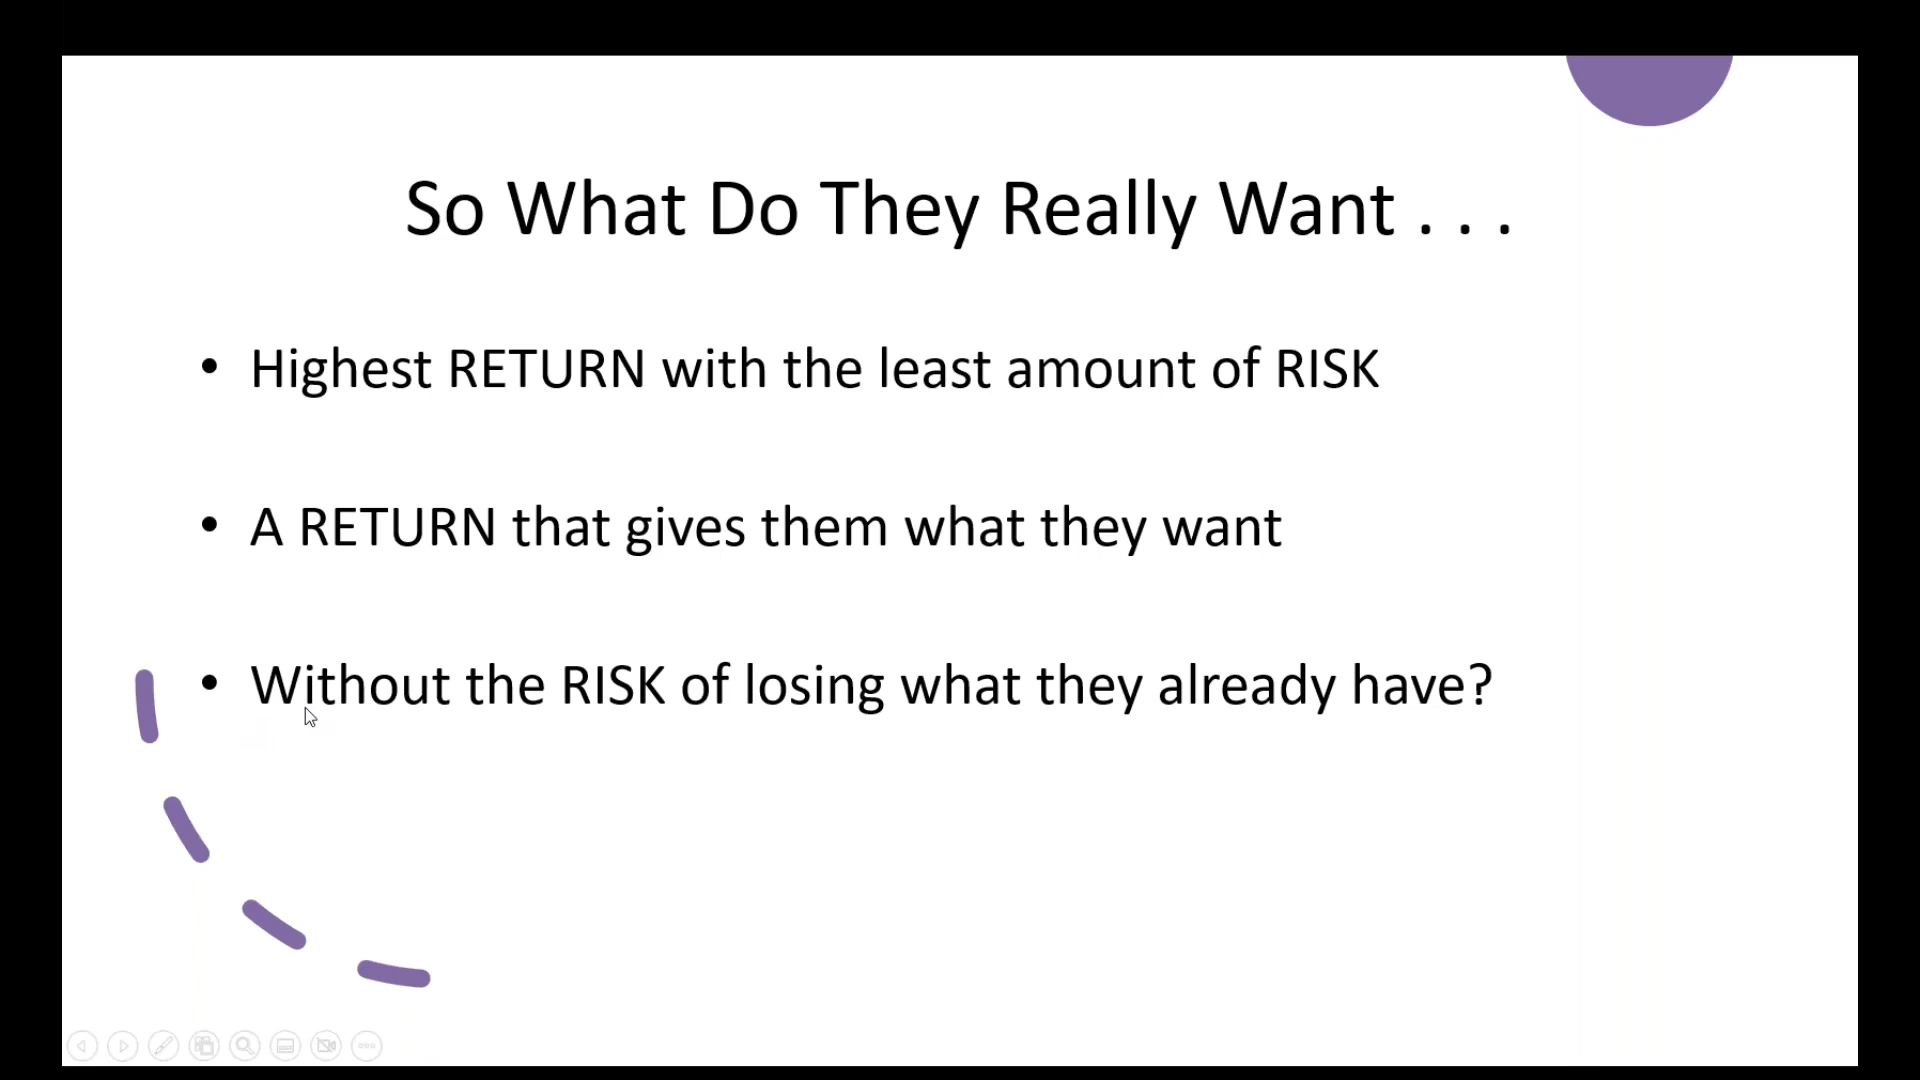 So What Do They Really Want . . .
• Highest RETURN with the least amount of RISK
• A RETURN that gives them what they want
• Without the RISK of losing what they already have?